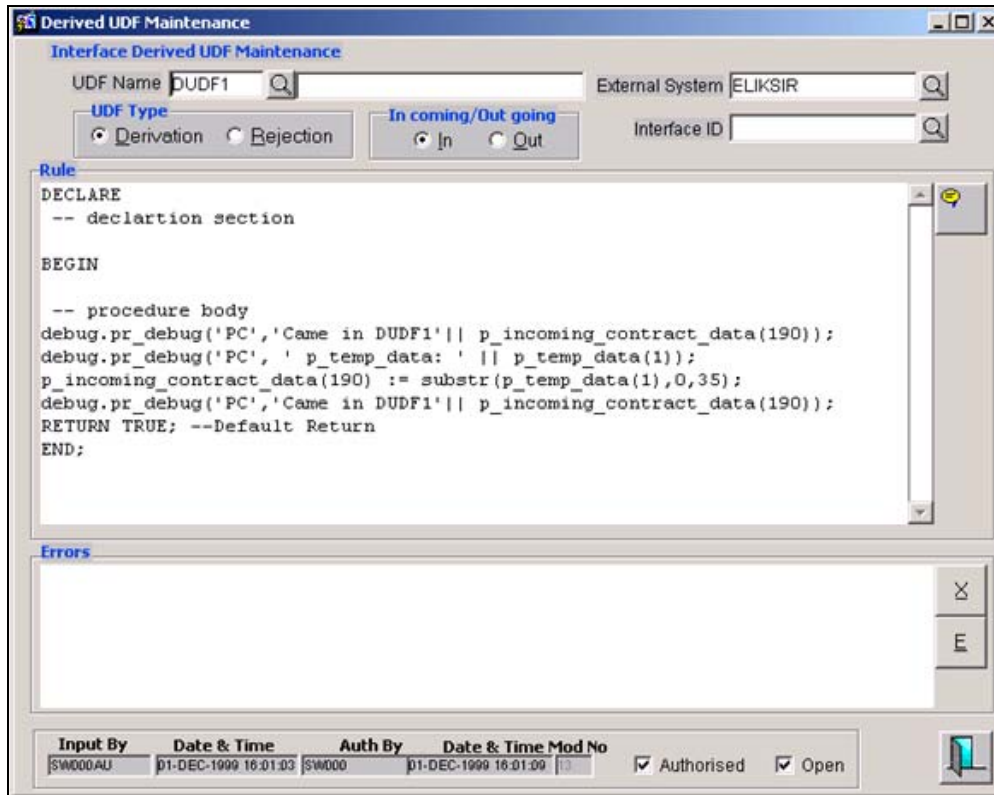 Derived UDF Maintenance
Interface Derived UDF Maintenance
UDF Name DUDF1 External System ELIKSIR
UDF Type In coming/Out going Interface ID
Derivation Rejection In Out
Rule
DECLARE
-- declartion section
BEGIN
-- procedure body
debug.pr_debug('PC','Came in DUDF1'|| p_incoming_contract_data(190));
debug.pr_debug('PC', ' p_temp_data: ' || p_temp_data(1));
p_incoming_contract_data(190) := substr(p_temp_data(1),0,35);
debug.pr_debug('PC','Came in DUDF1'|| p_incoming_contract_data(190));
RETURN TRUE; --Default Return
END;
Errors
X
E
Input By Date & Time Auth By Date & Time Mod No
SW000AU 01-DEC-1999 16:01:03 SW000 01-DEC-1999 16:01:09 13 Authorised Open